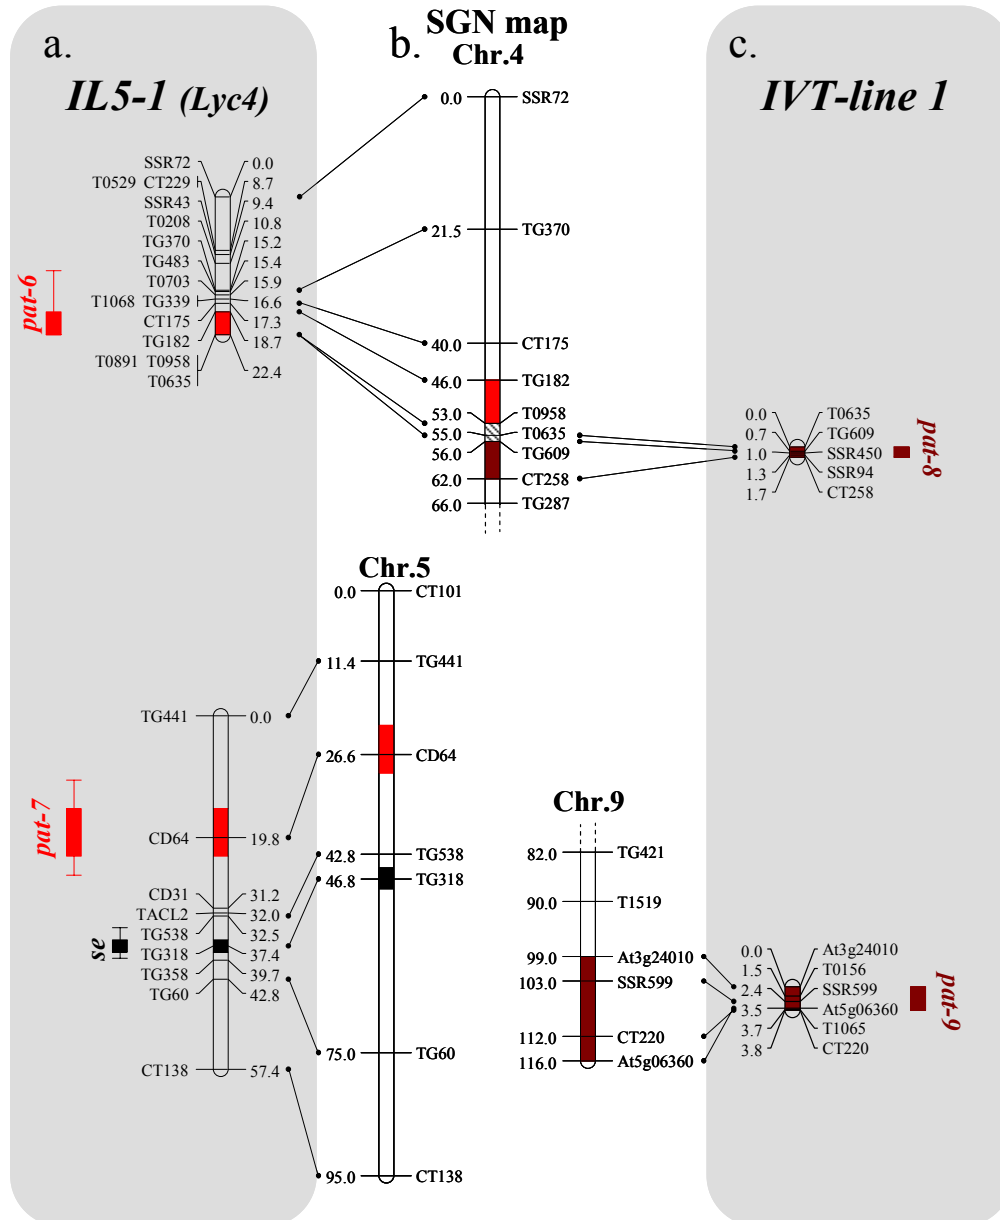 a.
IL5-1 (Lyc4)
SSR72 0.0
T0529 CT229 8.7
SSR43 9.4
T0208 10.8
TG370 15.2
TG483 15.4
T0703 15.9
T1068 TG339 16.6
CT175 17.3
TG182 18.7
T0891 T0958
T0635 22.4
pat-6
TG441 0.0
CD64 19.8
CD31 31.2
TACL2 32.0
TG538 32.5
TG318 37.4
TG358 39.7
TG60 42.8
CT138 57.4
pat-7
se
b.
SGN map
Chr.4
0.0 SSR72
21.5 TG370
40.0 CT175
46.0 TG182
53.0 T0958
55.0 T0635
56.0 TG609
62.0 CT258
66.0 TG287
Chr.5
0.0 CT101
11.4 TG441
26.6 CD64
42.8 TG538
46.8 TG318
75.0 TG60
95.0 CT138
Chr.9
82.0 TG421
90.0 T1519
99.0 At3g24010
103.0 SSR599
112.0 CT220
116.0 At5g06360
c.
IVT-line 1
0.0 T0635
0.7 TG609
1.0 SSR450
1.3 SSR94
1.7 CT258
pat-8
0.0 At3g24010
1.5 T0156
2.4 SSR599
3.5 At5g06360
3.7 T1065
3.8 CT220
pat-9